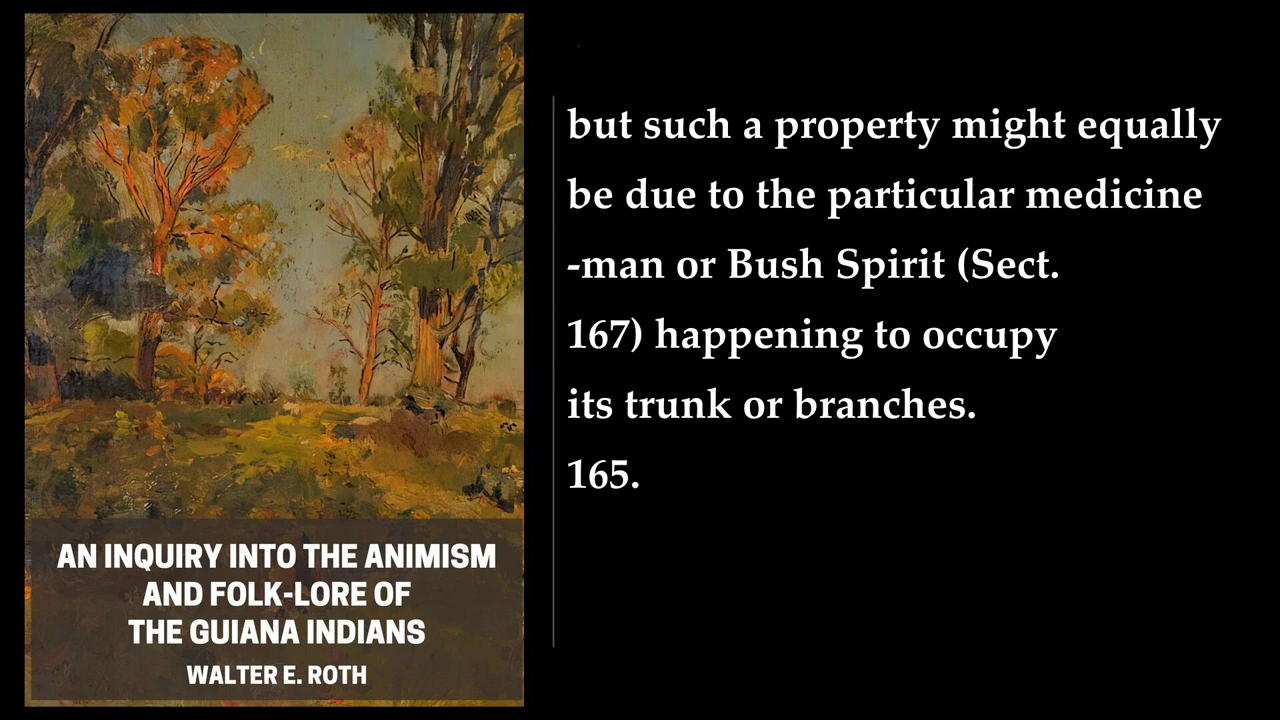 but such a property might equally
be due to the particular medicine
-man or Bush Spirit (Sect.
167) happening to occupy
its trunk or branches.
165.
AN INQUIRY INTO THE ANIMISM
AND FOLK-LORE OF
THE GUIANA INDIANS
WALTER E. ROTH